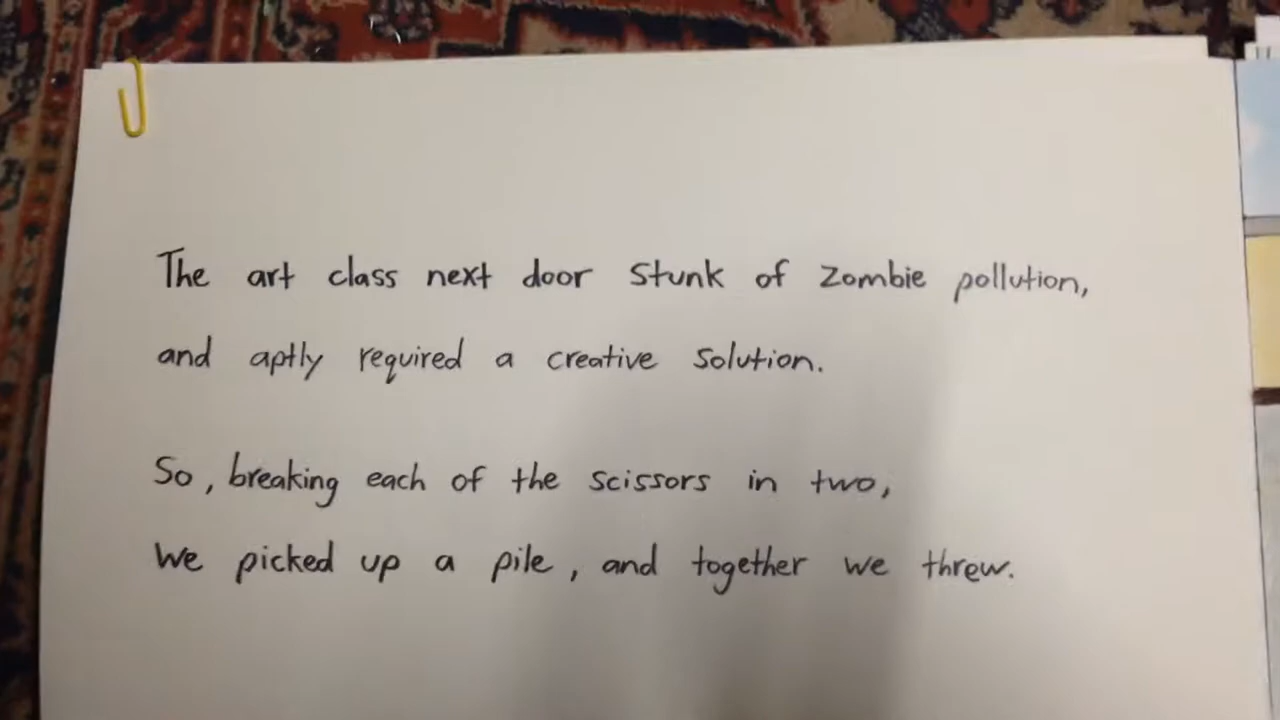 The art class next door stunk of zombie pollution,
and aptly required a creative solution.
So, breaking each of the scissors in two,
we picked up a pile, and together we threw.